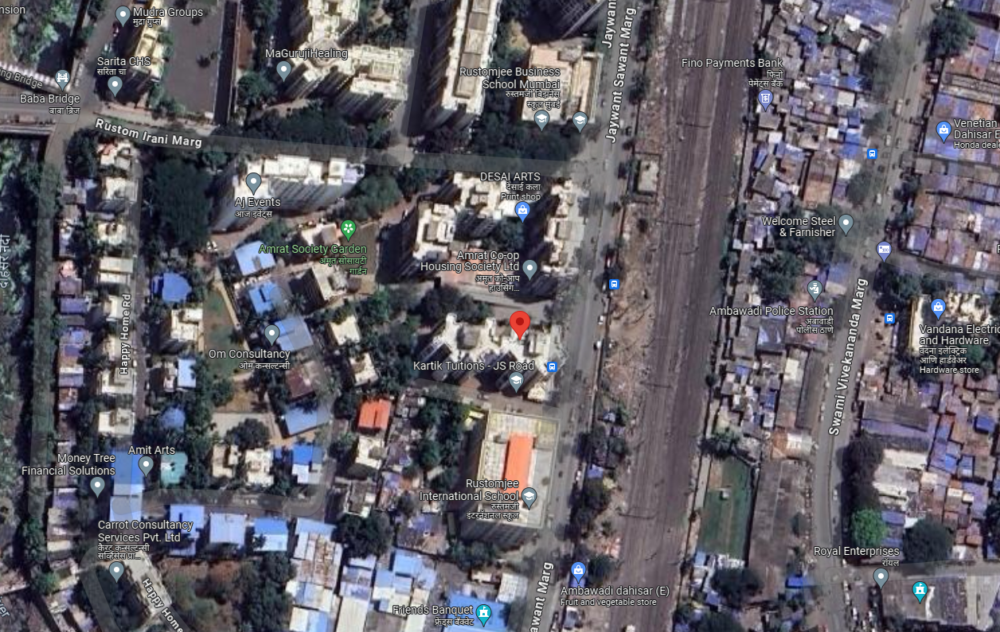 nsion
Mudra Groups
मुद्रा ग्रुप्स
Sarita CHS
सरिता चा
ng Bridge
Baba Bridge
बाबा ब्रिज
Rustom Irani Marg
MaGurujiHealing
Rustomjee Business
School Mumbai
रुस्तमजी बिझनेस
स्कूल मुंबई
Jaywan
Jaywant Sawant Marg
Fino Payments Bank
फिनो
पेमेंट्स बँक
Venetian
Dahisar E
Honda deale
Aj Events
आज इवेंट्स
DESAI ARTS
देसाई कला
Print shop
Amrat Society Garden
अमृत सोसायटी
गार्डन
Amrat Co-op
Housing Society Ltd
अमृत को-आप
हाउसिंग...
Welcome Steel
& Farnisher
Ambawadi Police Station
अंबावाडी
पोलीस ठाणे
Vandana Electric
and Hardware
वंदना इलेक्ट्रिक
आणि हार्डवेअर
Hardware store
Happy Home Rd
Om Consultancy
ओम कन्सल्टन्सी
Kartik Tuitions - JS Road
Swami Vivekananda Marg
Amit Arts
Money Tree
Financial Solutions
Rustomjee
International School
रुस्तमजी
इंटरनॅशनल स्कूल
Carrot Consultancy
Services Pvt. Ltd
कैरट कन्सल्टन्सी
सर्व्हिसेस प्रा...
Happy Home
Royal Enterprises
रॉयल
awant Marg
Ambawadi dahisar (E)
Fruit and vegetable store
Friends Banquet
फ्रेंड्स बँक्वेट